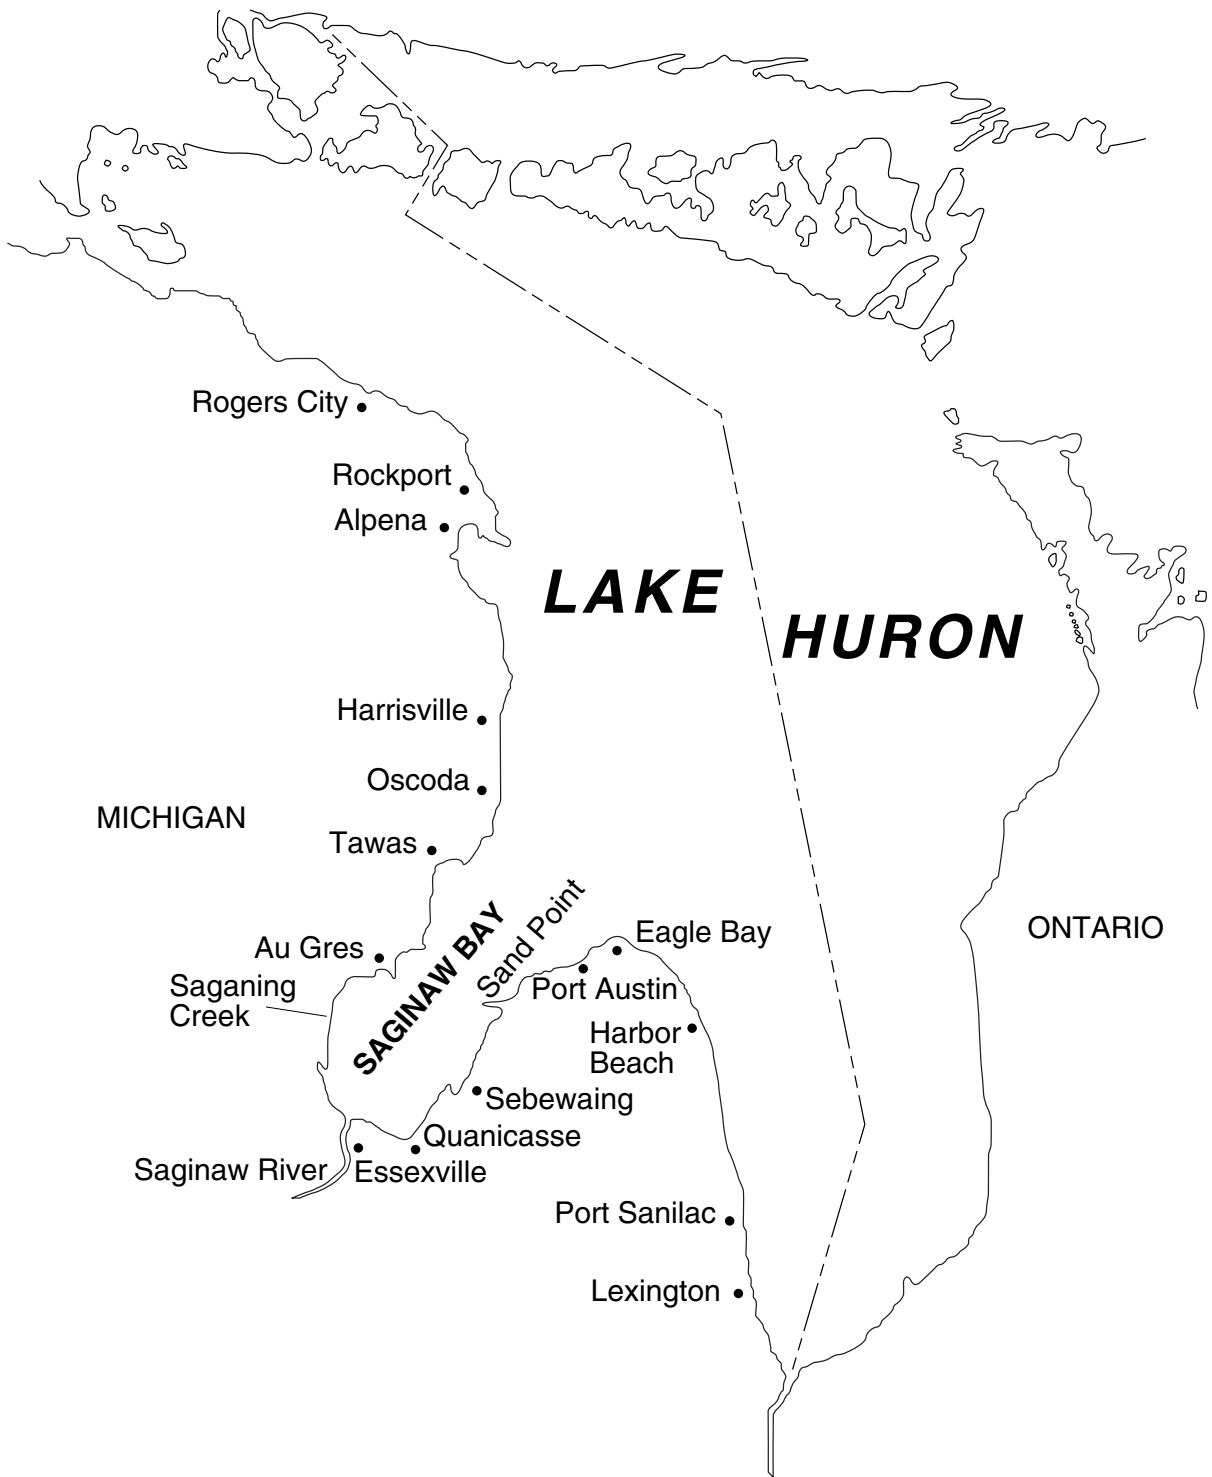 Rogers City
Rockport
Alpena
LAKE
HURON
Harrisville
Oscoda
MICHIGAN
Tawas
SAGINAW BAY
Sand Point
Eagle Bay
ONTARIO
Au Gres
Saganing
Creek
Port Austin
Harbor
Beach
Sebewaing
Quanicasse
Saginaw River
Essexville
Port Sanilac
Lexington